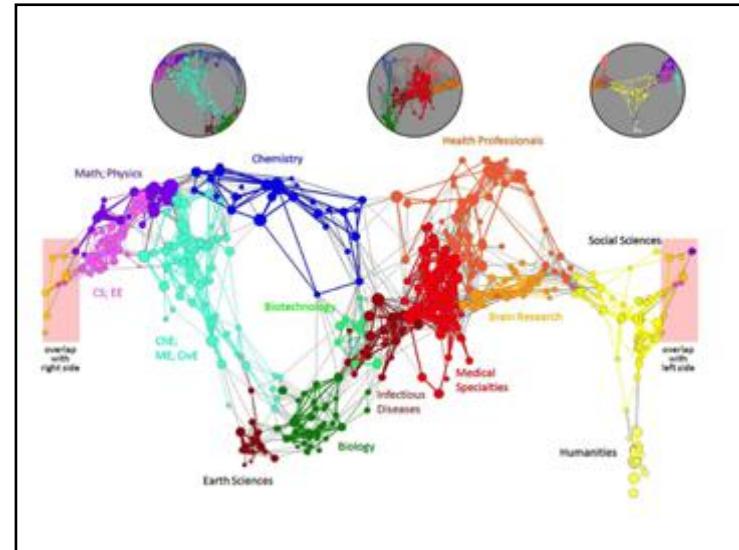 Health Professionals
Chemistry
Math; Physics
Social Sciences
CS; EE
Biotechnology
Brain Research
overlap
with
right side
ChE;
ME, CivE
overlap
with
left side
Medical
Specialties
Infectious
Diseases
Biology
Humanities
Earth Sciences